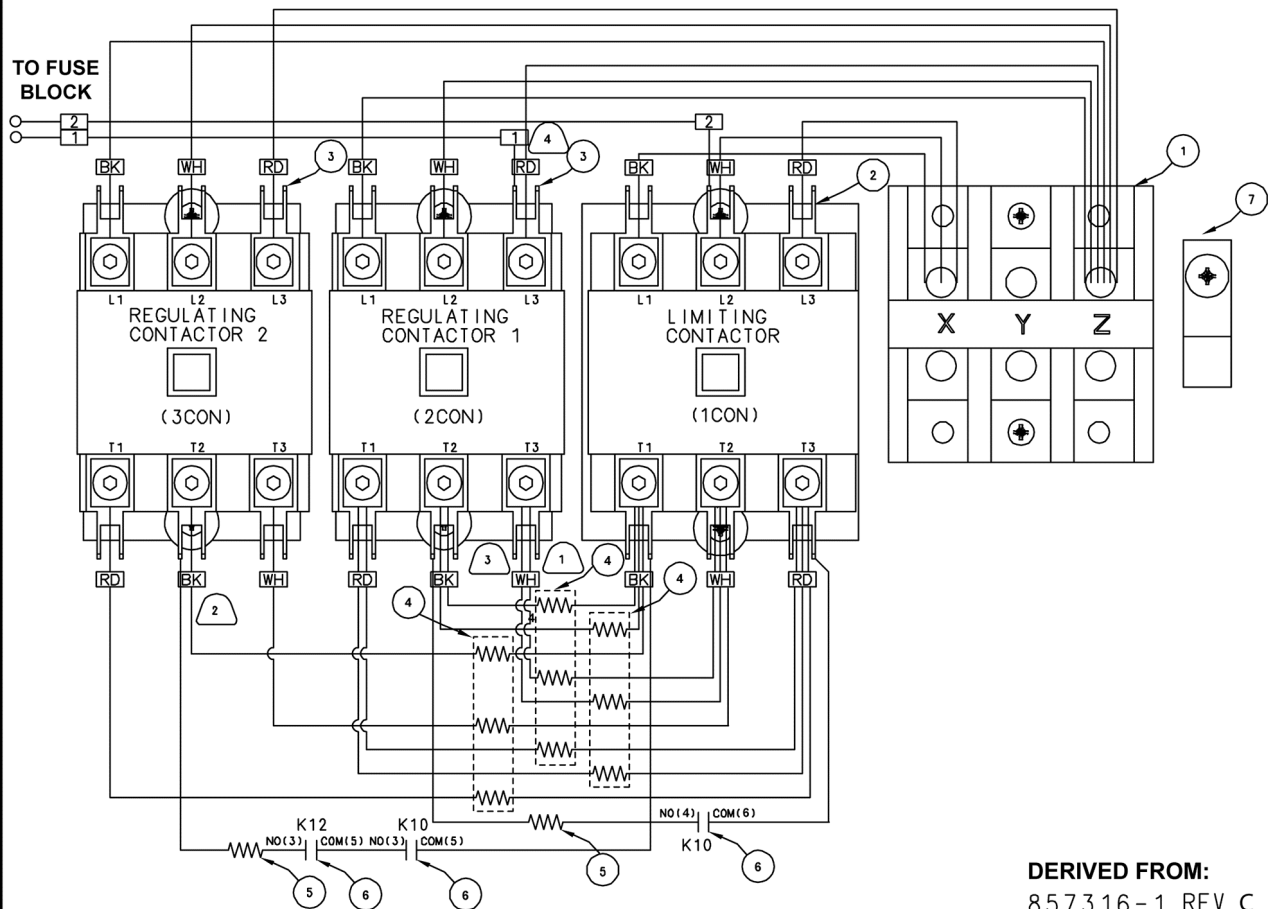 TO FUSE
BLOCK
2
1
2
1
4
BK
WH
RD
3
BK
WH
RD
3
BK
WH
RD
2
1
7
L1
L2
L3
REGULATING
CONTACTOR 2
(3CON)
T1
T2
T3
L1
L2
L3
REGULATING
CONTACTOR 1
(2CON)
T1
T2
T3
L1
L2
L3
LIMITING
CONTACTOR
(1CON)
T1
T2
T3
X
Y
Z
RD
BK
WH
RD
BK
3
WH
1
4
BK
WH
RD
2
4
4
4
NO(4)
COM(6)
K10
K12
NO(3)
COM(5)
K10
NO(3)
COM(5)
5
6
6
5
6
DERIVED FROM:
857316-1 REV C